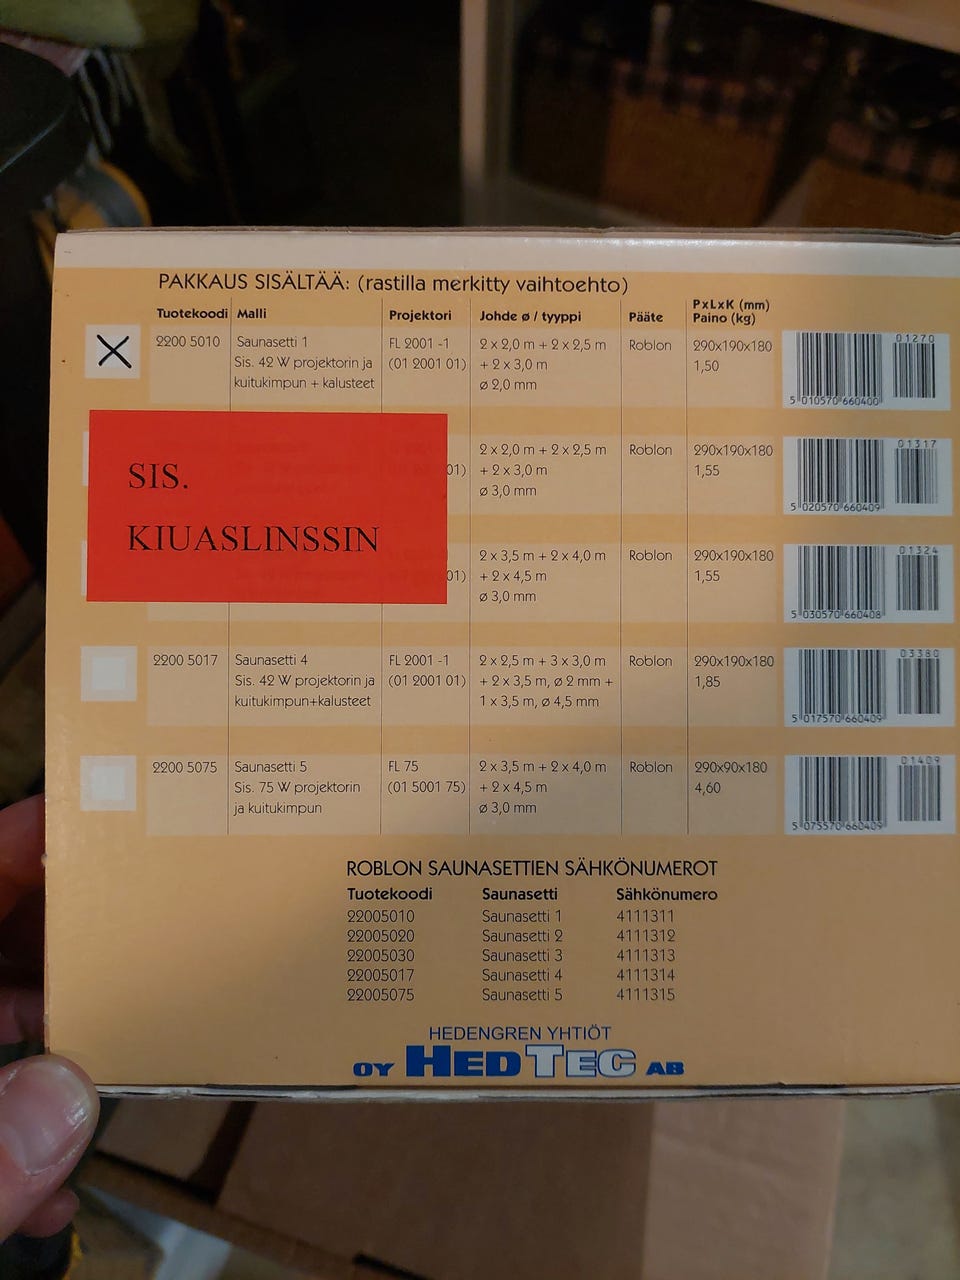 PAKKAUS SISÄLTÄÄ: (rastilla merkitty vaihtoehto)
Tuotekoodi Malli Projektori Johde ø / tyyppi Pääte PxLxK (mm)
Paino (kg)
2200 5010 Saunasetti 1 FL 2001 -1 2 x 2,0 m + 2 x 2,5 m Roblon 290x190x180
Sis. 42 W projektorin ja (01 2001 01) + 2 x 3,0 m 1,50
kuitukimpun + kalusteet ø 2,0 mm
01270
5 010570 660400
SIS.
KIUASLINSSIN
2 x 2,0 m + 2 x 2,5 m Roblon 290x190x180
01) + 2 x 3,0 m 1,55
ø 3,0 mm
01317
5 020570 660409
2 x 3,5 m + 2 x 4,0 m Roblon 290x190x180
01) + 2 x 4,5 m 1,55
ø 3,0 mm
01324
5 030570 660408
2200 5017 Saunasetti 4 FL 2001 -1 2 x 2,5 m + 3 x 3,0 m Roblon 290x190x180
Sis. 42 W projektorin ja (01 2001 01) + 2 x 3,5 m, ø 2 mm + 1,85
kuitukimpun+kalusteet 1 x 3,5 m, ø 4,5 mm
03380
5 017570 660409
2200 5075 Saunasetti 5 FL 75 2 x 3,5 m + 2 x 4,0 m Roblon 290x90x180
Sis. 75 W projektorin (01 5001 75) + 2 x 4,5 m 4,60
ja kuitukimpun ø 3,0 mm
01409
5 075570 660409
ROBLON SAUNASETTIEN SÄHKÖNUMEROT
Tuotekoodi Saunasetti Sähkönumero
22005010 Saunasetti 1 4111311
22005020 Saunasetti 2 4111312
22005030 Saunasetti 3 4111313
22005017 Saunasetti 4 4111314
22005075 Saunasetti 5 4111315
HEDENGREN YHTIÖT
OY HEDTEC AB